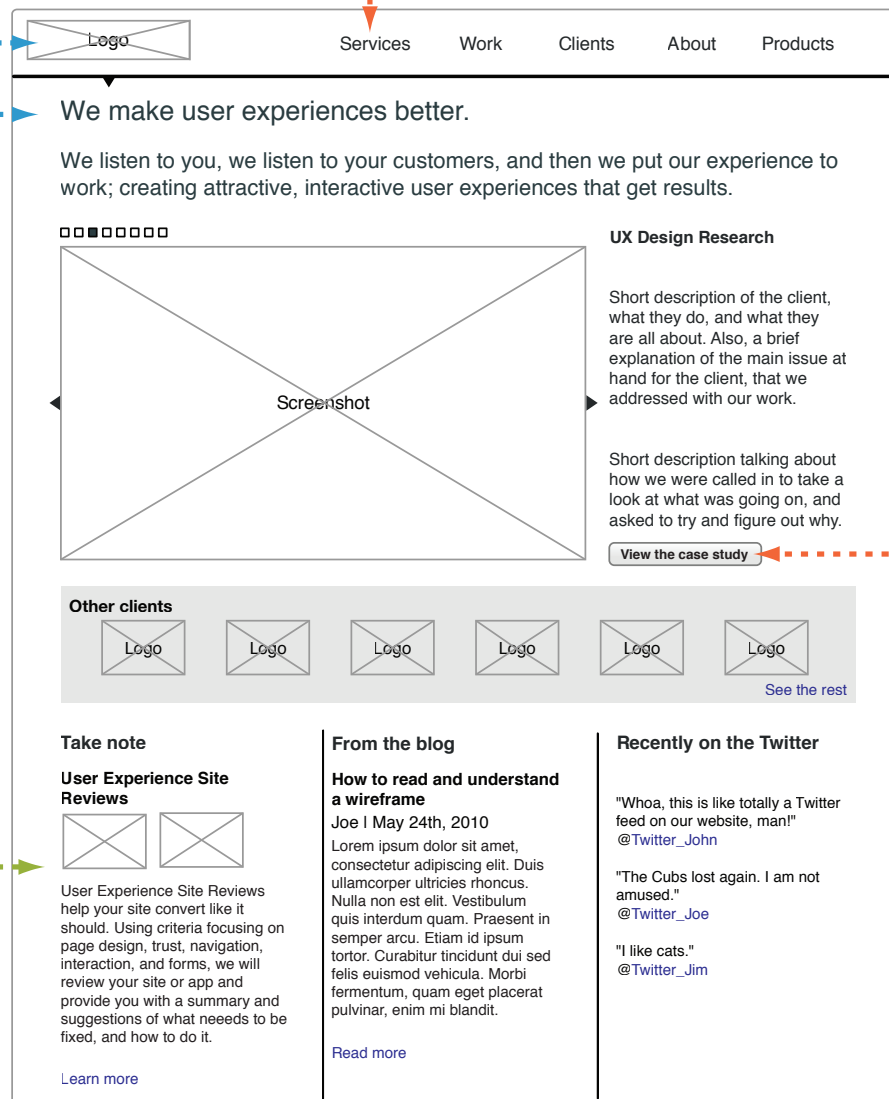 Logo
Services Work Clients About Products
We make user experiences better.
We listen to you, we listen to your customers, and then we put our experience to
work; creating attractive, interactive user experiences that get results.
Screenshot
UX Design Research
Short description of the client,
what they do, and what they
are all about. Also, a brief
explanation of the main issue at
hand for the client, that we
addressed with our work.
Short description talking about
how we were called in to take a
look at what was going on, and
asked to try and figure out why.
View the case study
Other clients
Logo Logo Logo Logo Logo Logo
See the rest
Take note
User Experience Site
Reviews
User Experience Site Reviews
help your site convert like it
should. Using criteria focusing on
page design, trust, navigation,
interaction, and forms, we will
review your site or app and
provide you with a summary and
suggestions of what neeeds to be
fixed, and how to do it.
Learn more
From the blog
How to read and understand
a wireframe
Joe | May 24th, 2010
Lorem ipsum dolor sit amet,
consectetur adipiscing elit. Duis
ullamcorper ultricies rhoncus.
Nulla non est elit. Vestibulum
quis interdum quam. Praesent in
semper arcu. Etiam id ipsum
tortor. Curabitur tincidunt dui sed
felis euismod vehicula. Morbi
fermentum, quam eget placerat
pulvinar, enim mi blandit.
Read more
Recently on the Twitter
"Whoa, this is like totally a Twitter
feed on our website, man!"
@Twitter_John
"The Cubs lost again. I am not
amused."
@Twitter_Joe
"I like cats."
@Twitter_Jim